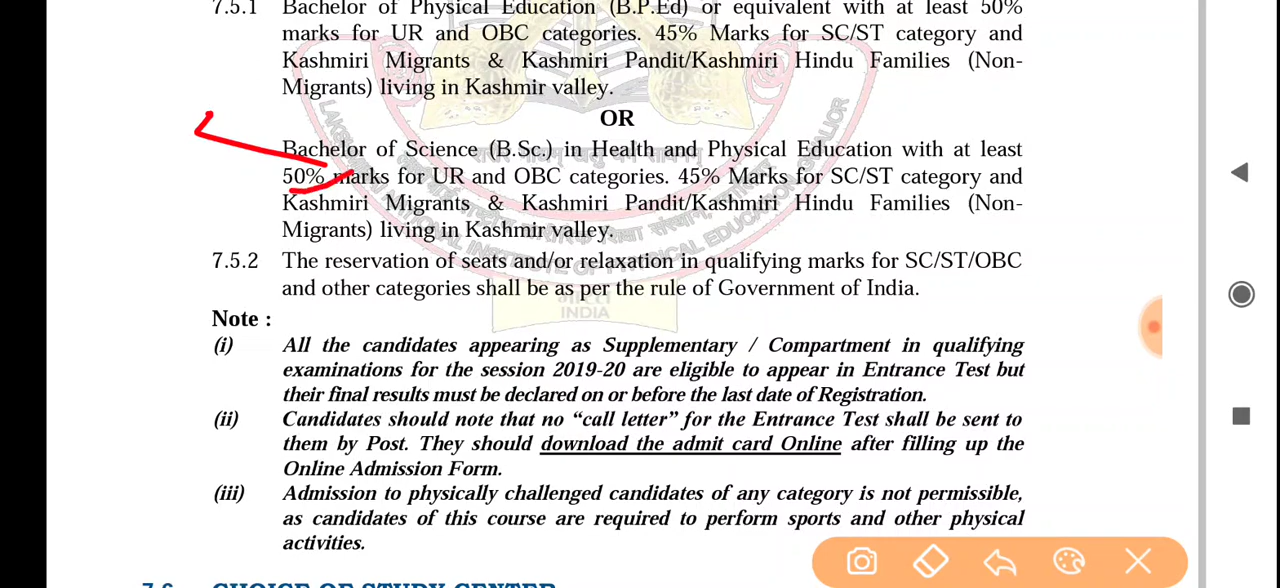 7.5.1 Bachelor of Physical Education (B.P.Ed) or equivalent with at least 50%
marks for UR and OBC categories. 45% Marks for SC/ST category and
Kashmiri Migrants & Kashmiri Pandit/Kashmiri Hindu Families (Non-
Migrants) living in Kashmir valley.
OR
Bachelor of Science (B.Sc.) in Health and Physical Education with at least
50% marks for UR and OBC categories. 45% Marks for SC/ST category and
Kashmiri Migrants & Kashmiri Pandit/Kashmiri Hindu Families (Non-
Migrants) living in Kashmir valley.
7.5.2 The reservation of seats and/or relaxation in qualifying marks for SC/ST/OBC
and other categories shall be as per the rule of Government of India.
INDIA
Note :
(i) All the candidates appearing as Supplementary / Compartment in qualifying
examinations for the session 2019-20 are eligible to appear in Entrance Test but
their final results must be declared on or before the last date of Registration.
(ii) Candidates should note that no “call letter” for the Entrance Test shall be sent to
them by Post. They should download the admit card Online after filling up the
Online Admission Form.
(iii) Admission to physically challenged candidates of any category is not permissible,
as candidates of this course are required to perform sports and other physical
activities.
7.6 CHOICE OF STUDY CENTER